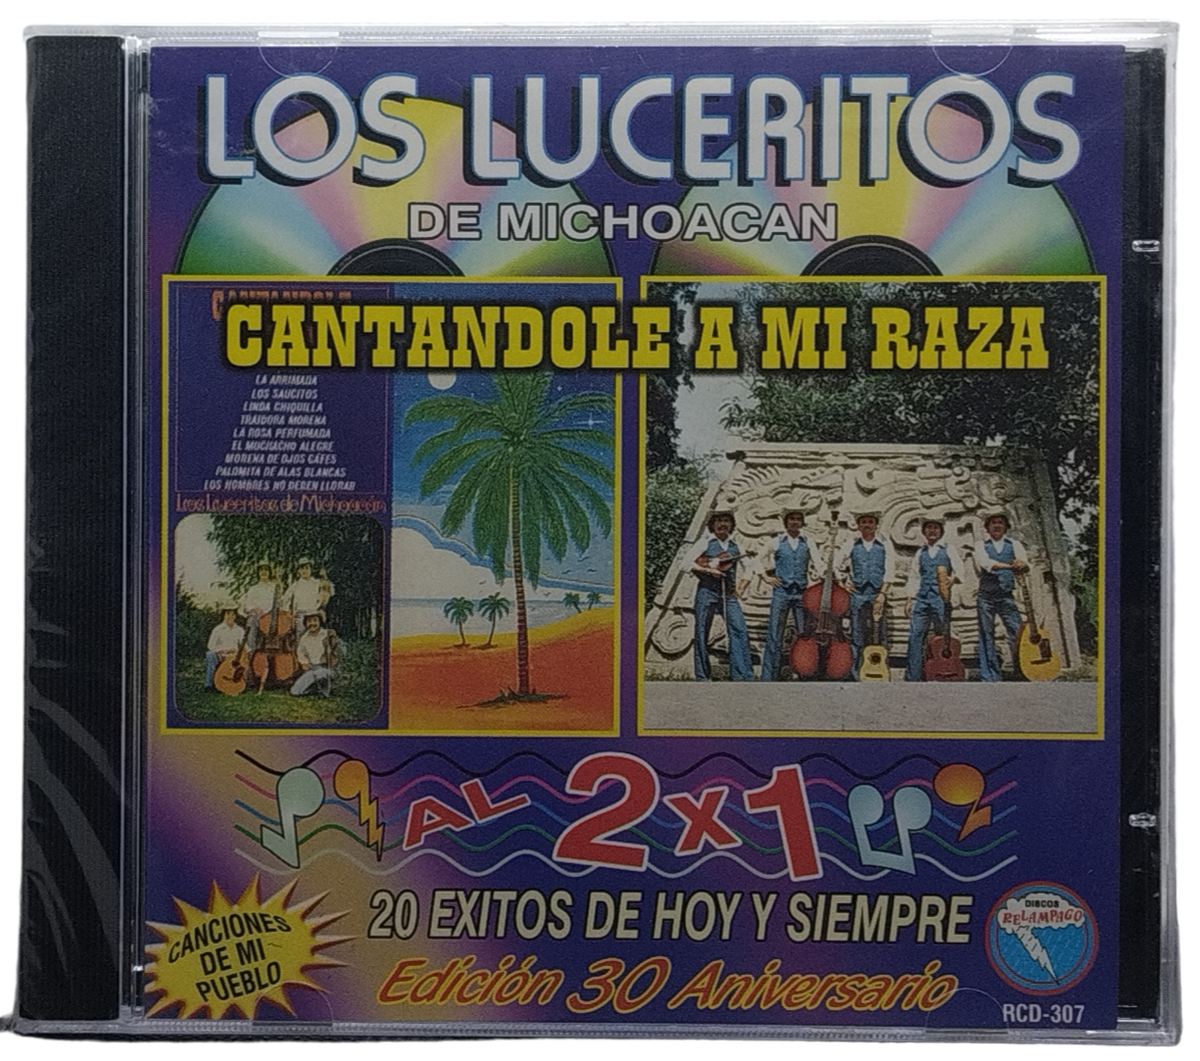 LOS LUCERITOS
DE MICHOACAN
CANTANDOLE
CANTANDOLE A MI RAZA
LA ARRIMADA
LOS SAUCITOS
LINDA CHIQUILLA
TRAIDORA MORENA
LA ROSA PERFUMADA
EL MUCHACHO ALEGRE
MORENA DE OJOS CAFES
PALOMITA DE ALAS BLANCAS
LOS HOMBRES NO DEBEN LLORAR
Los Luceritos de Michoacán
AL 2x1
20 EXITOS DE HOY Y SIEMPRE
Edición 30 Aniversario
CANCIONES
DE MI
PUEBLO
DISCOS
RELAMPAGO
RCD-307